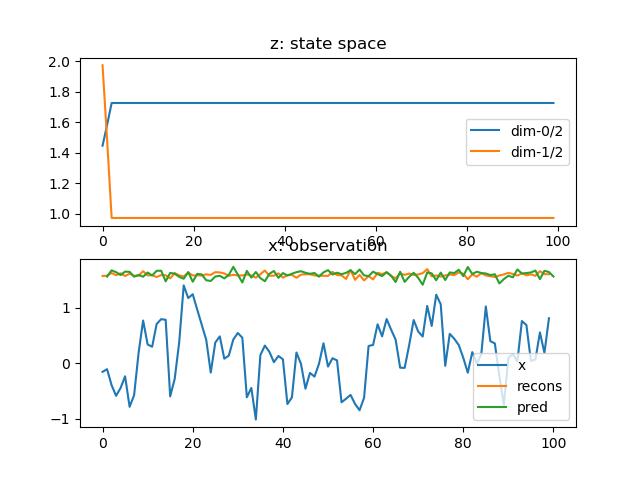 z: state space
2.0
1.8
1.6
1.4
1.2
1.0
dim-0/2
dim-1/2
0 20 40 60 80 100
x: observation
1
0
−1
x
recons
pred
0 20 40 60 80 100